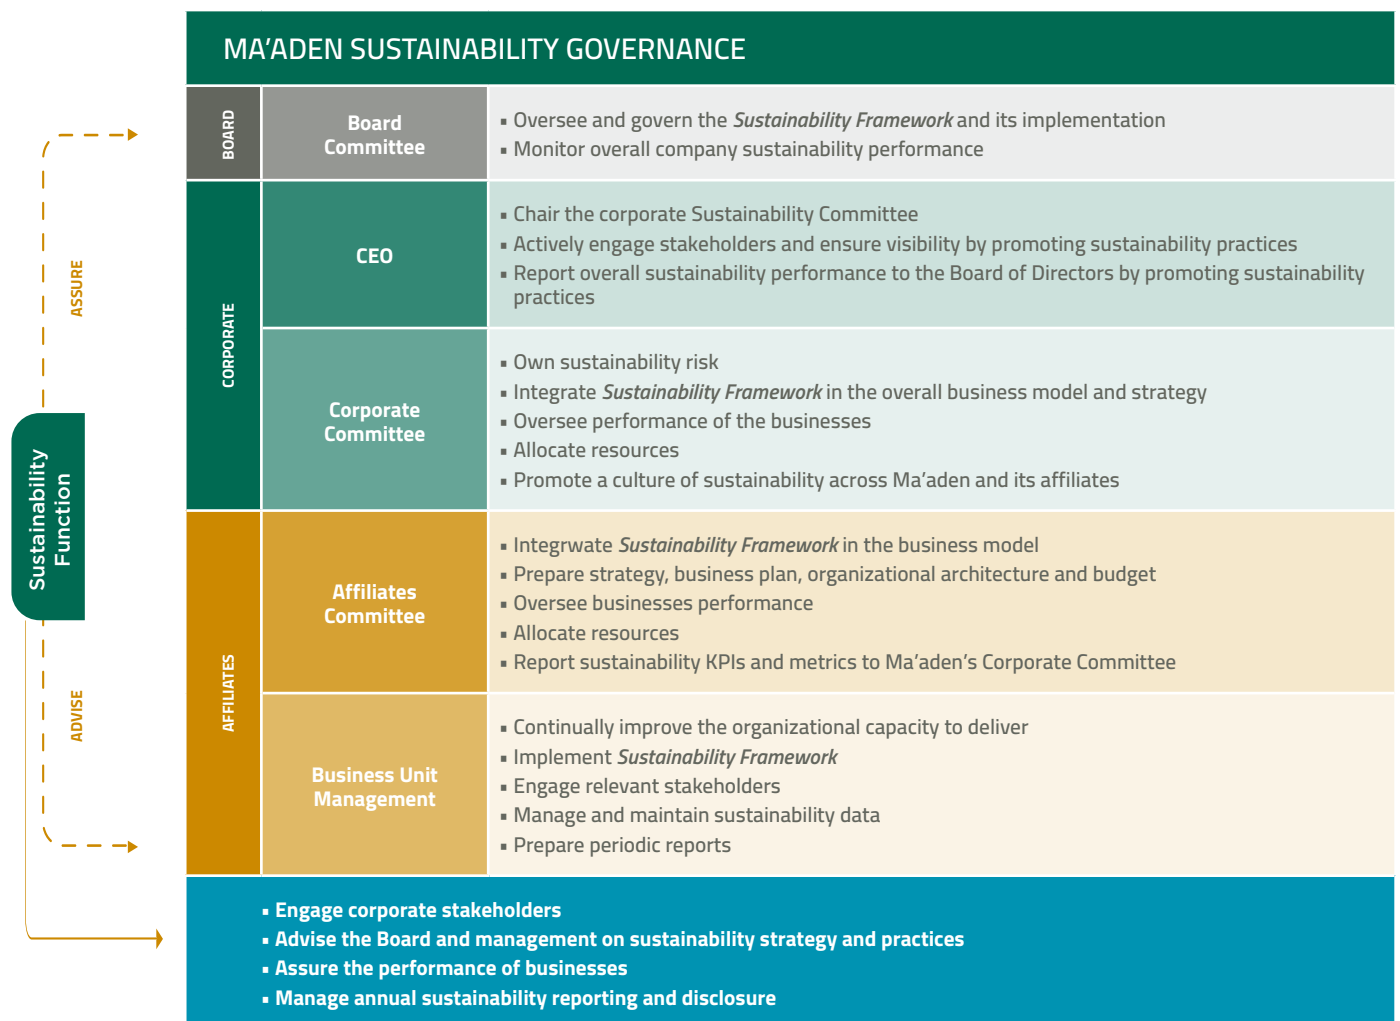 MA’ADEN SUSTAINABILITY GOVERNANCE
BOARD
Board
Committee
▪ Oversee and govern the Sustainability Framework and its implementation
▪ Monitor overall company sustainability performance
CORPORATE
CEO
▪ Chair the corporate Sustainability Committee
▪ Actively engage stakeholders and ensure visibility by promoting sustainability practices
▪ Report overall sustainability performance to the Board of Directors by promoting sustainability
practices
Corporate
Committee
▪ Own sustainability risk
▪ Integrate Sustainability Framework in the overall business model and strategy
▪ Oversee performance of the businesses
▪ Allocate resources
▪ Promote a culture of sustainability across Ma’aden and its affiliates
AFFILIATES
Affiliates
Committee
▪ Integrwate Sustainability Framework in the business model
▪ Prepare strategy, business plan, organizational architecture and budget
▪ Oversee businesses performance
▪ Allocate resources
▪ Report sustainability KPIs and metrics to Ma’aden’s Corporate Committee
Business Unit
Management
▪ Continually improve the organizational capacity to deliver
▪ Implement Sustainability Framework
▪ Engage relevant stakeholders
▪ Manage and maintain sustainability data
▪ Prepare periodic reports
ASSURE
Sustainability
Function
ADVISE
▪ Engage corporate stakeholders
▪ Advise the Board and management on sustainability strategy and practices
▪ Assure the performance of businesses
▪ Manage annual sustainability reporting and disclosure